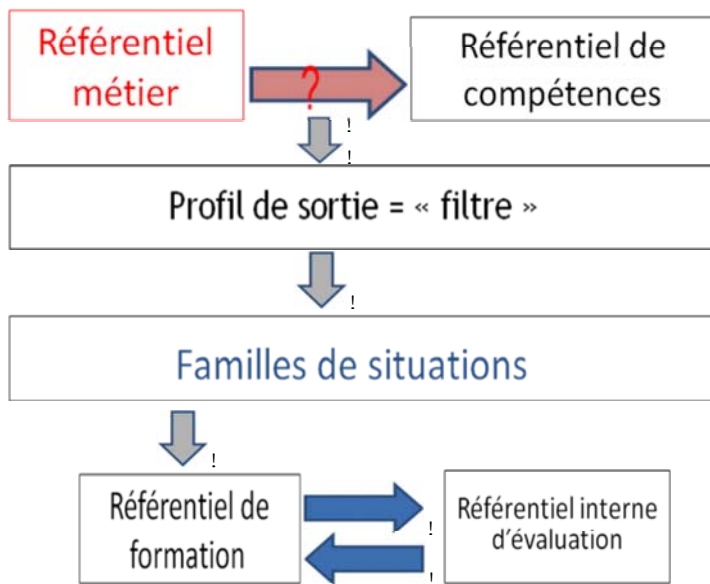 Référentiel
métier
?
Référentiel de
compétences
!
!
Profil de sortie = « filtre »
!
Familles de situations
!
Référentiel de
formation
!
!
Référentiel interne
d'évaluation